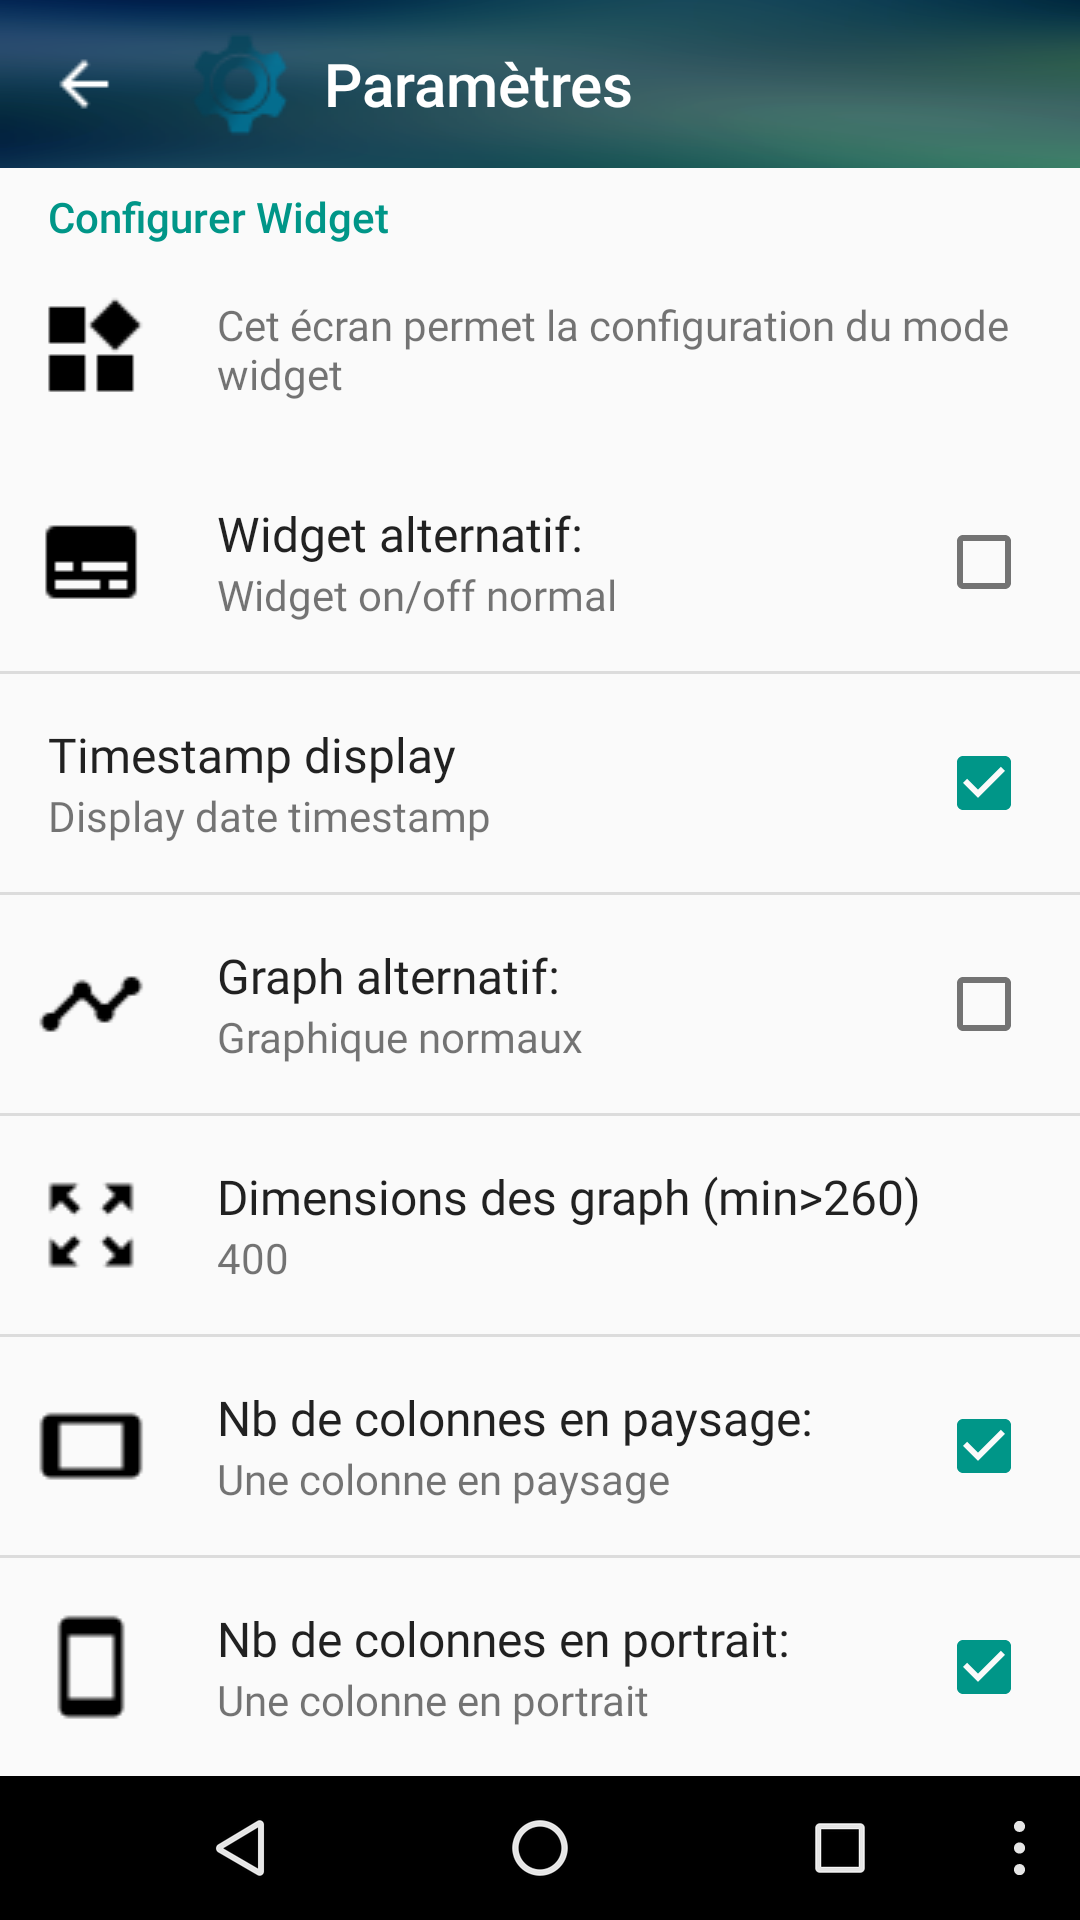 Paramètres
Configurer Widget
Cet écran permet la configuration du mode
widget
Widget alternatif:
Widget on/off normal
Timestamp display
Display date timestamp
Graph alternatif:
Graphique normaux
Dimensions des graph (min>260)
400
Nb de colonnes en paysage:
Une colonne en paysage
Nb de colonnes en portrait:
Une colonne en portrait